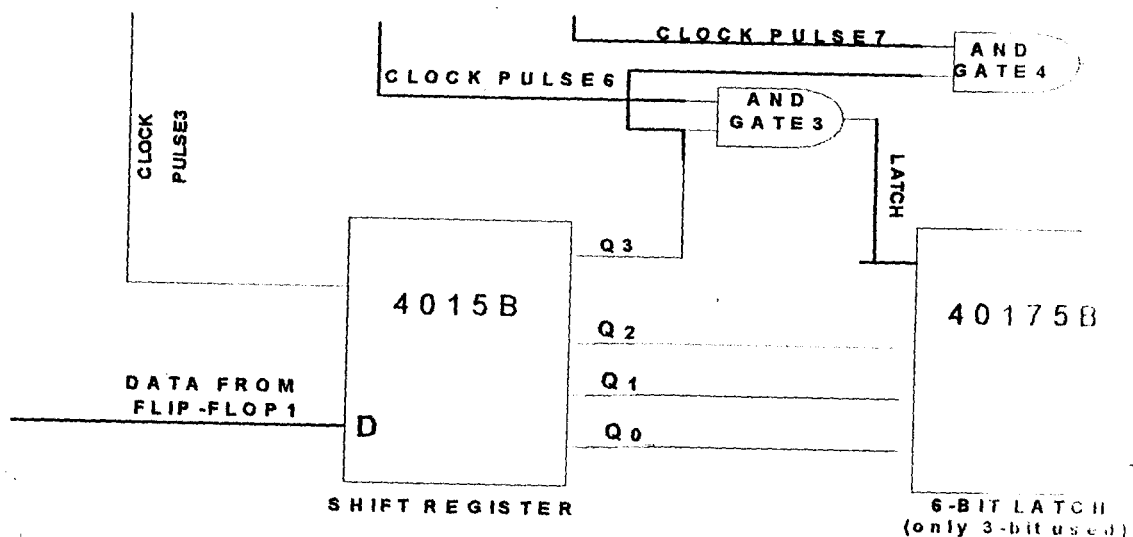 CLOCK PULSE7
AND
GATE4
CLOCK PULSE6
AND
GATE3
CLOCK
PULSE3
LATCH
Q3
4015B
40175B
Q2
DATA FROM
FLIP-FLOP1
Q1
D
Q0
SHIFT REGISTER
6-BIT LATCH
(only 3-bit used)